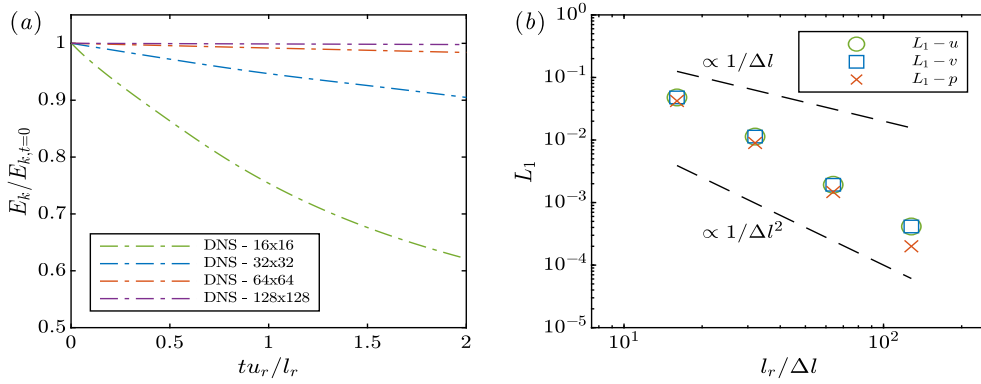 (a)
1
0.9
0.8
0.7
0.6
0.5
E_k/E_{k,t=0}
DNS - 16x16
DNS - 32x32
DNS - 64x64
DNS - 128x128
0 0.5 1 1.5 2
tu_r/l_r
(b)
10^0
10^{-1}
10^{-2}
10^{-3}
10^{-4}
10^{-5}
L_1
L_1 - u
L_1 - v
L_1 - p
∝ 1/Δl
∝ 1/Δl^2
10^1 10^2
l_r/Δl